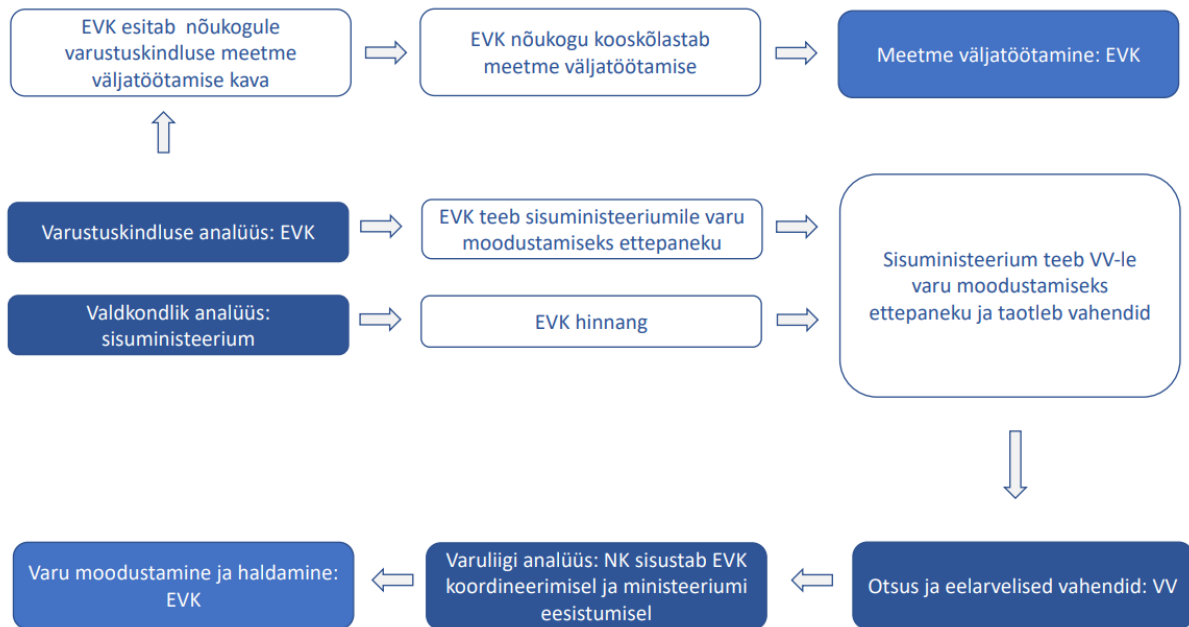 EVK esitab nõukogule
varustuskindluse meetme
väljatöötamise kava
EVK nõukogu kooskõlastab
meetme väljatöötamise
Meetme väljatöötamine: EVK
Varustuskindluse analüüs: EVK
EVK teeb sisuministeeriumile varu
moodustamiseks ettepaneku
Sisuministeerium teeb VV-le
varu moodustamiseks
ettepaneku ja taotleb vahendid
Valdkondlik analüüs:
sisuministeerium
EVK hinnang
Varu moodustamine ja haldamine:
EVK
Varuliigi analüüs: NK sisustab EVK
koordineerimisel ja ministeeriumi
eesistumisel
Otsus ja eelarvelised vahendid: VV